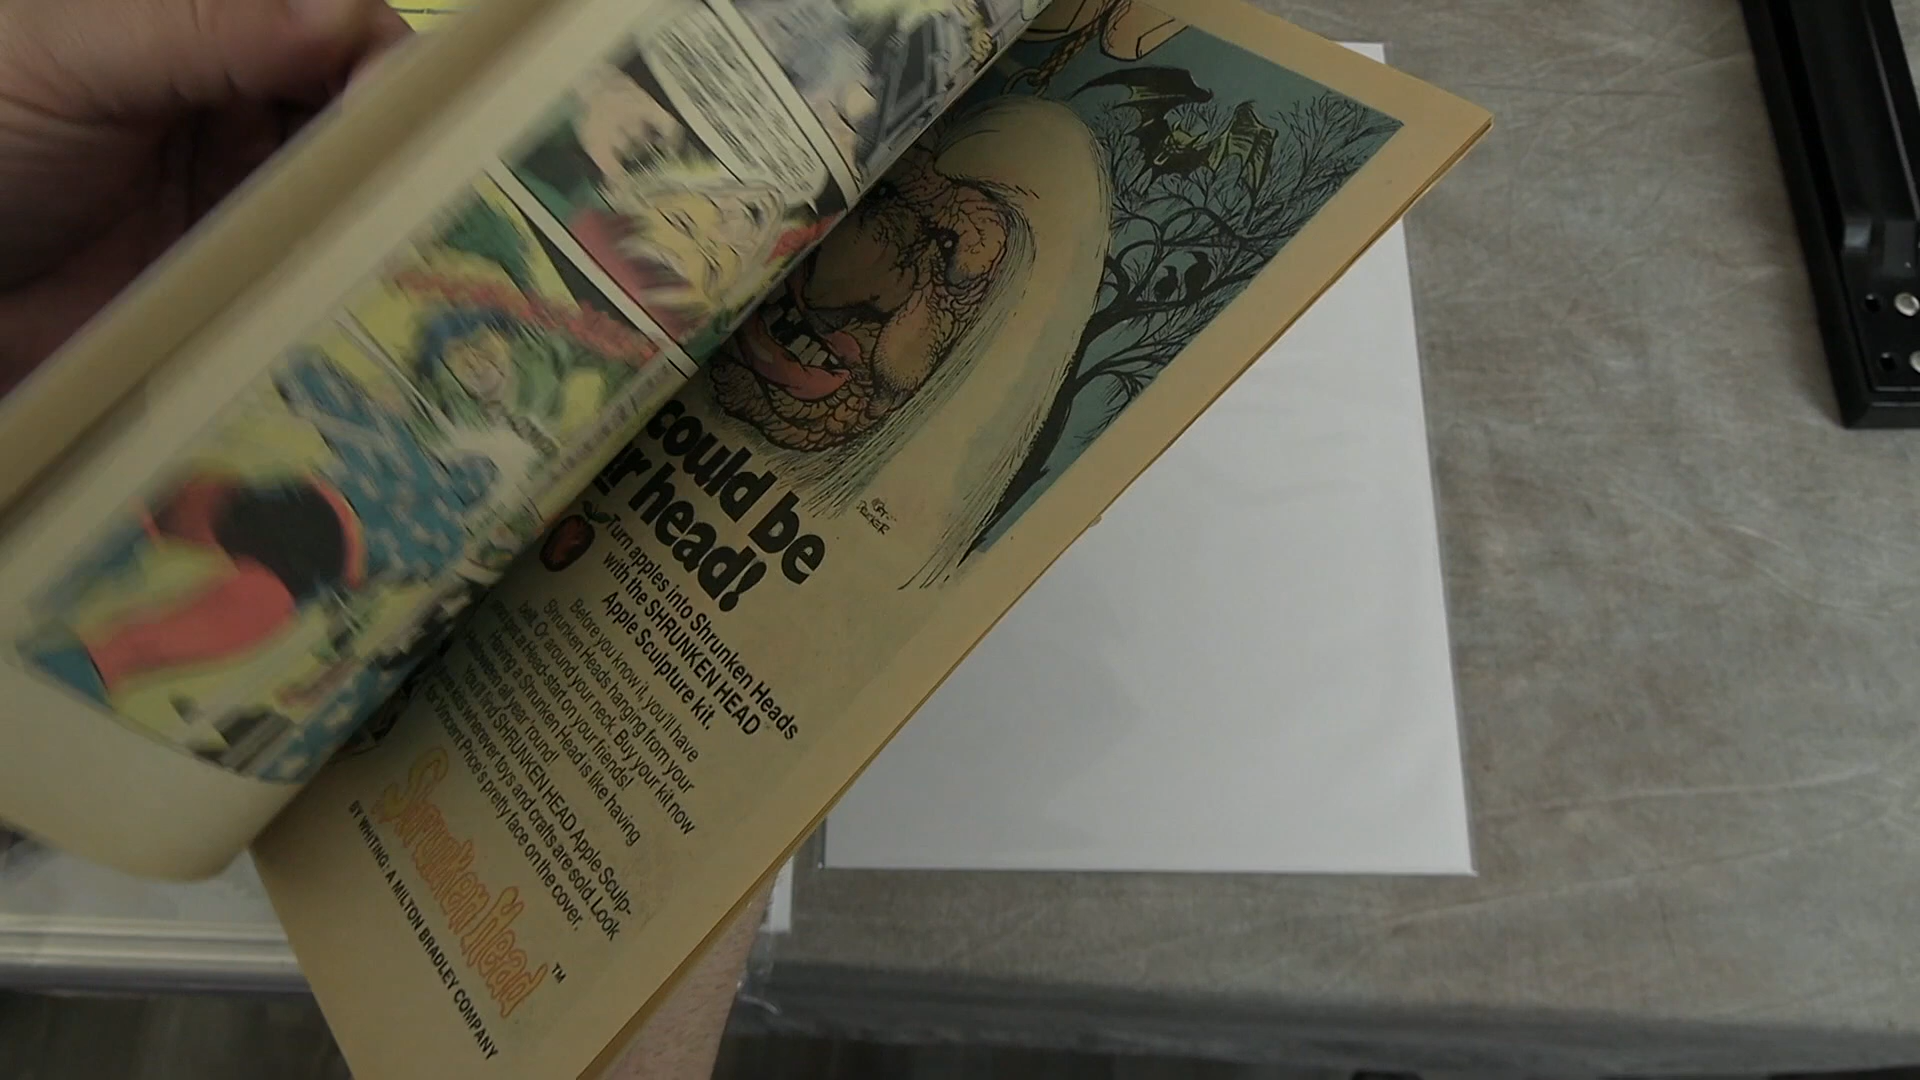 could be
head!
Turn apples into Shrunken Heads
with the SHRUNKEN HEAD
Apple Sculpture kit.
Before you know it, you'll have
Shrunken Heads hanging from your
belt. Or around your neck. Buy your kit now
and get a Head-start on your friends!
Having a Shrunken Head is like having
Halloween all year 'round!
You'll find SHRUNKEN HEAD Apple Sculp-
kits wherever toys and crafts are sold. Look
for Vincent Price's pretty face on the cover.
Shrunken Head™
BY WHITING: A MILTON BRADLEY COMPANY